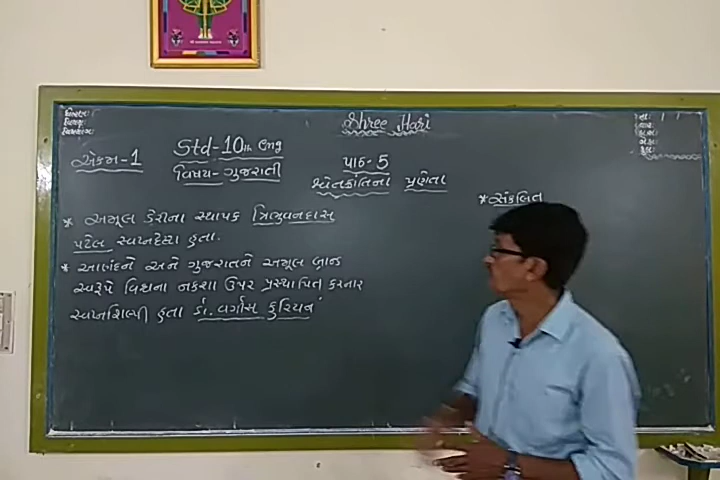 Shree Hari
Std-10th Eng
એકમ-1
વિષય- ગુજરાતી
પાઠ-5
શ્વેતક્રાંતિના પ્રણેતા
* સંકલિત
* અમૂલ ડેરીના સ્થાપક ત્રિભુવનદાસ
પટેલ સ્વપ્નદૃષ્ટા હતા.
* આણંદને અને ગુજરાતને અમૂલ બ્રાન્ડ
સ્વરૂપે વિશ્વના નકશા ઉપર પ્રસ્થાપિત કરનાર
સ્વપ્નશિલ્પી હતા ડૉ. વર્ગીસ કુરિયન